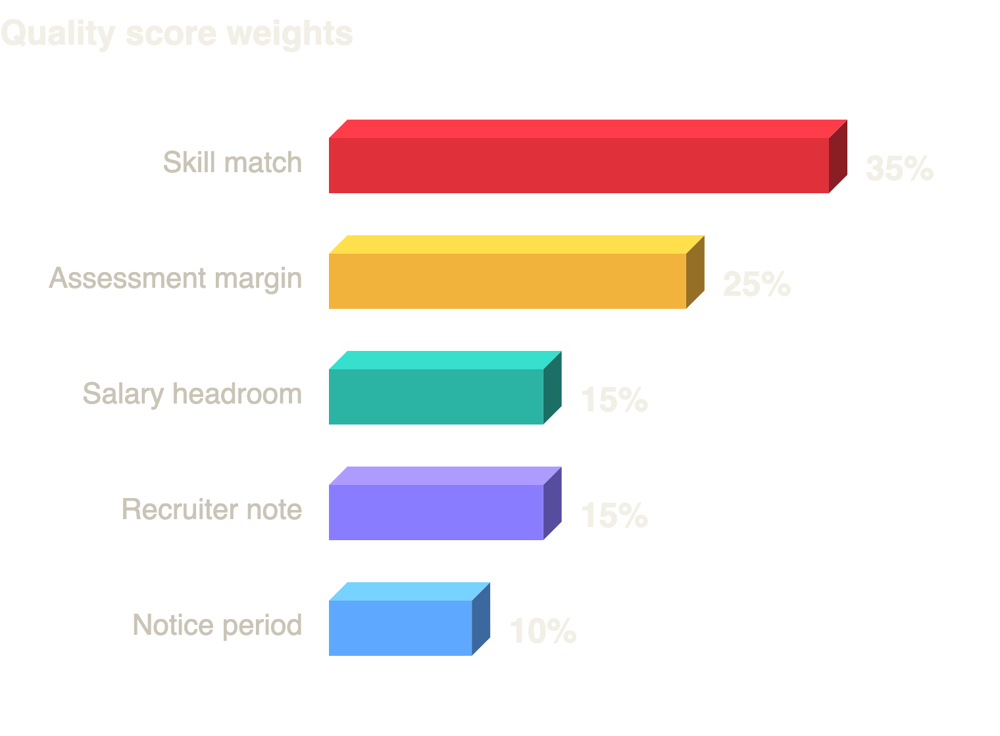 Quality score weights
Skill match
35%
Assessment margin
25%
Salary headroom
15%
Recruiter note
15%
Notice period
10%